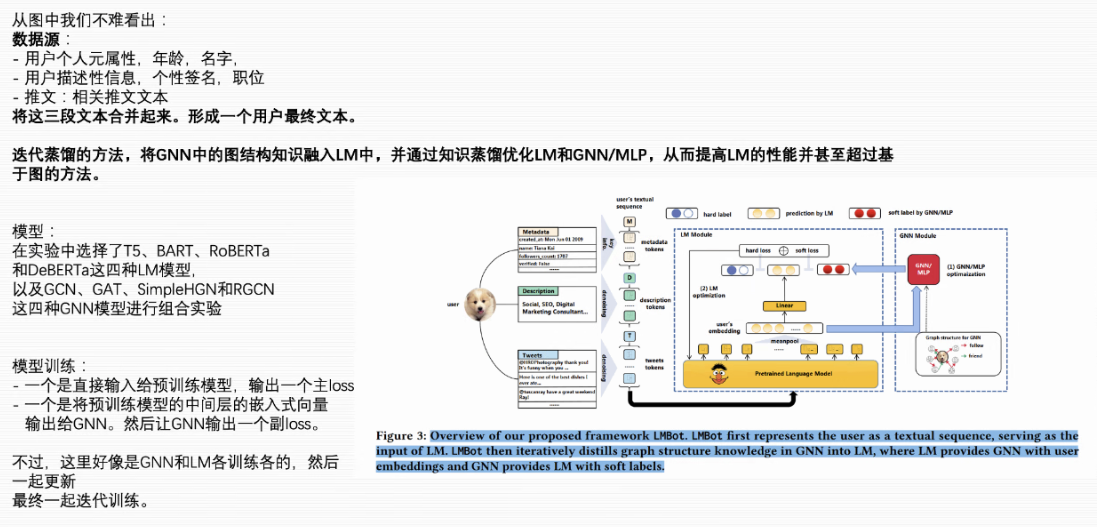 从图中我们不难看出：
数据源：
- 用户个人元属性，年龄，名字，
- 用户描述性信息，个性签名，职位
- 推文：相关推文文本
将这三段文本合并起来。形成一个用户最终文本。
迭代蒸馏的方法，将GNN中的图结构知识融入LM中，并通过知识蒸馏优化LM和GNN/MLP，从而提高LM的性能并甚至超过基
于图的方法。
模型：
在实验中选择了T5、BART、RoBERTa
和DeBERTa这四种LM模型，
以及GCN、GAT、SimpleHGN和RGCN
这四种GNN模型进行组合实验
模型训练：
- 一个是直接输入给预训练模型，输出一个主loss
- 一个是将预训练模型的中间层的嵌入式向量
输出给GNN。然后让GNN输出一个副loss。
不过，这里好像是GNN和LM各训练各的，然后
一起更新
最终一起迭代训练。
user
Metadata
created_at: Mon Jun 01 2009
name: Tiana Kai
followers_count: 1767
verified: False
......
Description
Social, SEO, Digital
Marketing Consultant...
Tweets
It's funny when you ...
Here is one of the best dishes I
ever ate...
@tascanray have a great weekend
Ray!
......
key
info.
denoising
denoising
user's textual
sequence
M
......
metadata
tokens
D
......
description
tokens
T
......
tweets
tokens
hard label
prediction by LM
soft label by GNN/MLP
LM Module
hard loss
soft loss
(2) LM
optimiztion
Linear
user's
embedding
......
meanpool
......
Pretrained Language Model
GNN Module
GNN/
MLP
(1) GNN/MLP
optimiazation
Graph structure for GNN
follow
friend
Figure 3: Overview of our proposed framework LMBot. LMBot first represents the user as a textual sequence, serving as the
input of LM. LMBot then iteratively distills graph structure knowledge in GNN into LM, where LM provides GNN with user
embeddings and GNN provides LM with soft labels.